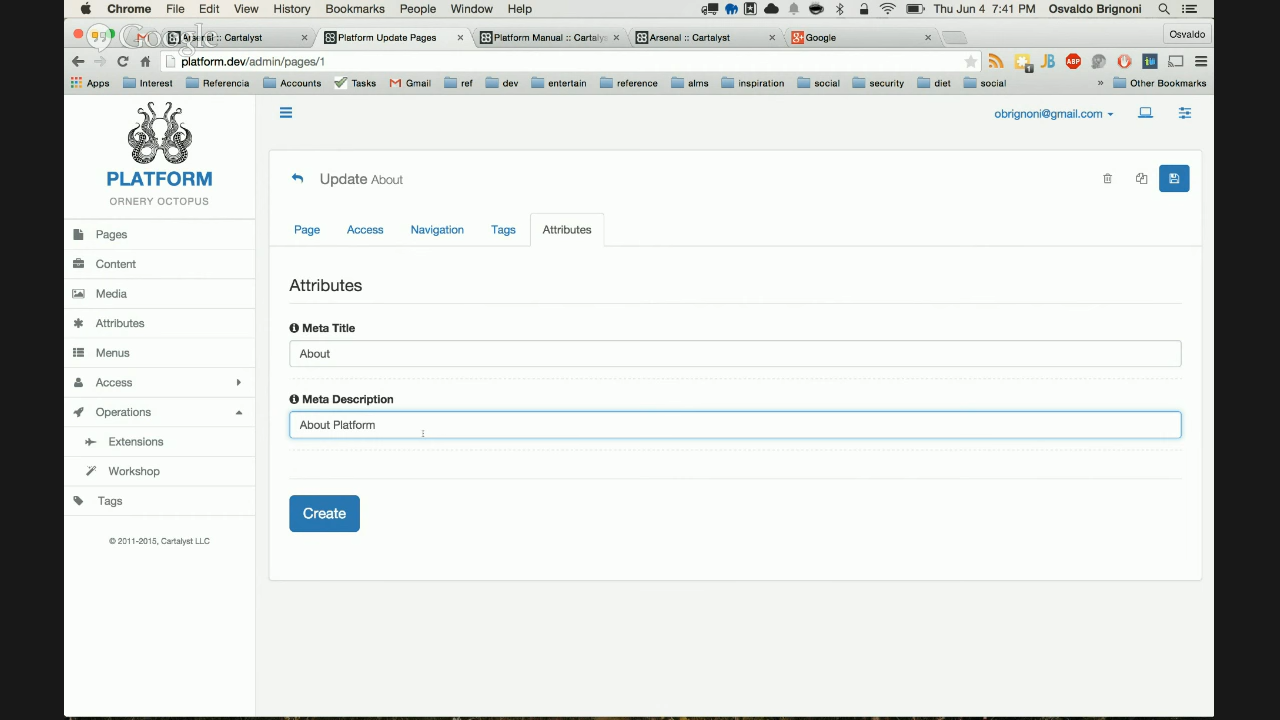 Chrome File Edit View History Bookmarks People Window Help Thu Jun 4 7:41 PM Osvaldo Brignoni
Google
Cartalyst Platform Update Pages Platform Manual :: Cartalys Arsenal :: Cartalyst Google Osvaldo
platform.dev/admin/pages/1
Apps Interest Referencia Accounts Tasks Gmail ref dev entertain reference alms inspiration social security diet social » Other Bookmarks
obrignoni@gmail.com
PLATFORM
ORNERY OCTOPUS
Pages
Content
Media
Attributes
Menus
Access
Operations
Extensions
Workshop
Tags
© 2011-2015, Cartalyst LLC
Update About
Page Access Navigation Tags Attributes
Attributes
Meta Title
About
Meta Description
About Platform
Create